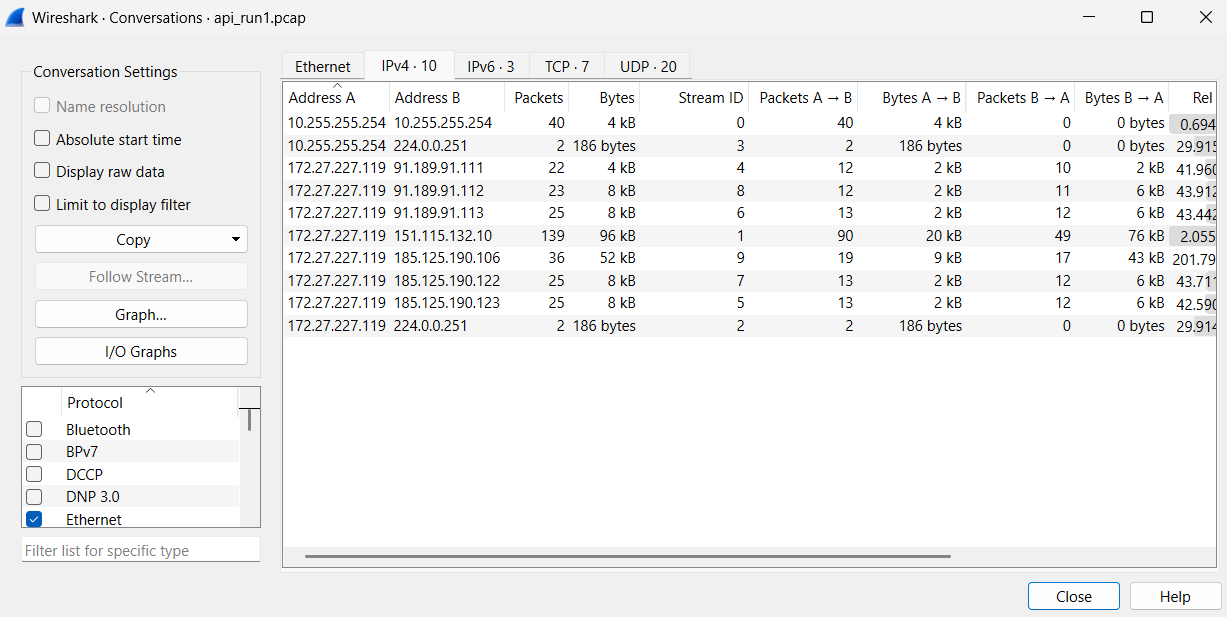 Wireshark · Conversations · api_run1.pcap
Conversation Settings
Name resolution
Absolute start time
Display raw data
Limit to display filter
Copy
Follow Stream...
Graph...
I/O Graphs
Protocol
Bluetooth
BPv7
DCCP
DNP 3.0
Ethernet
Filter list for specific type
Ethernet IPv4 · 10 IPv6 · 3 TCP · 7 UDP · 20
Address A Address B Packets Bytes Stream ID Packets A → B Bytes A → B Packets B → A Bytes B → A Rel
10.255.255.254 10.255.255.254 40 4 kB 0 40 4 kB 0 0 bytes 0.694
10.255.255.254 224.0.0.251 2 186 bytes 3 2 186 bytes 0 0 bytes 29.915
172.27.227.119 91.189.91.111 22 4 kB 4 12 2 kB 10 2 kB 41.960
172.27.227.119 91.189.91.112 23 8 kB 8 12 2 kB 11 6 kB 43.912
172.27.227.119 91.189.91.113 25 8 kB 6 13 2 kB 12 6 kB 43.442
172.27.227.119 151.115.132.10 139 96 kB 1 90 20 kB 49 76 kB 2.055
172.27.227.119 185.125.190.106 36 52 kB 9 19 9 kB 17 43 kB 201.79
172.27.227.119 185.125.190.122 25 8 kB 7 13 2 kB 12 6 kB 43.711
172.27.227.119 185.125.190.123 25 8 kB 5 13 2 kB 12 6 kB 42.590
172.27.227.119 224.0.0.251 2 186 bytes 2 2 186 bytes 0 0 bytes 29.914
Close Help